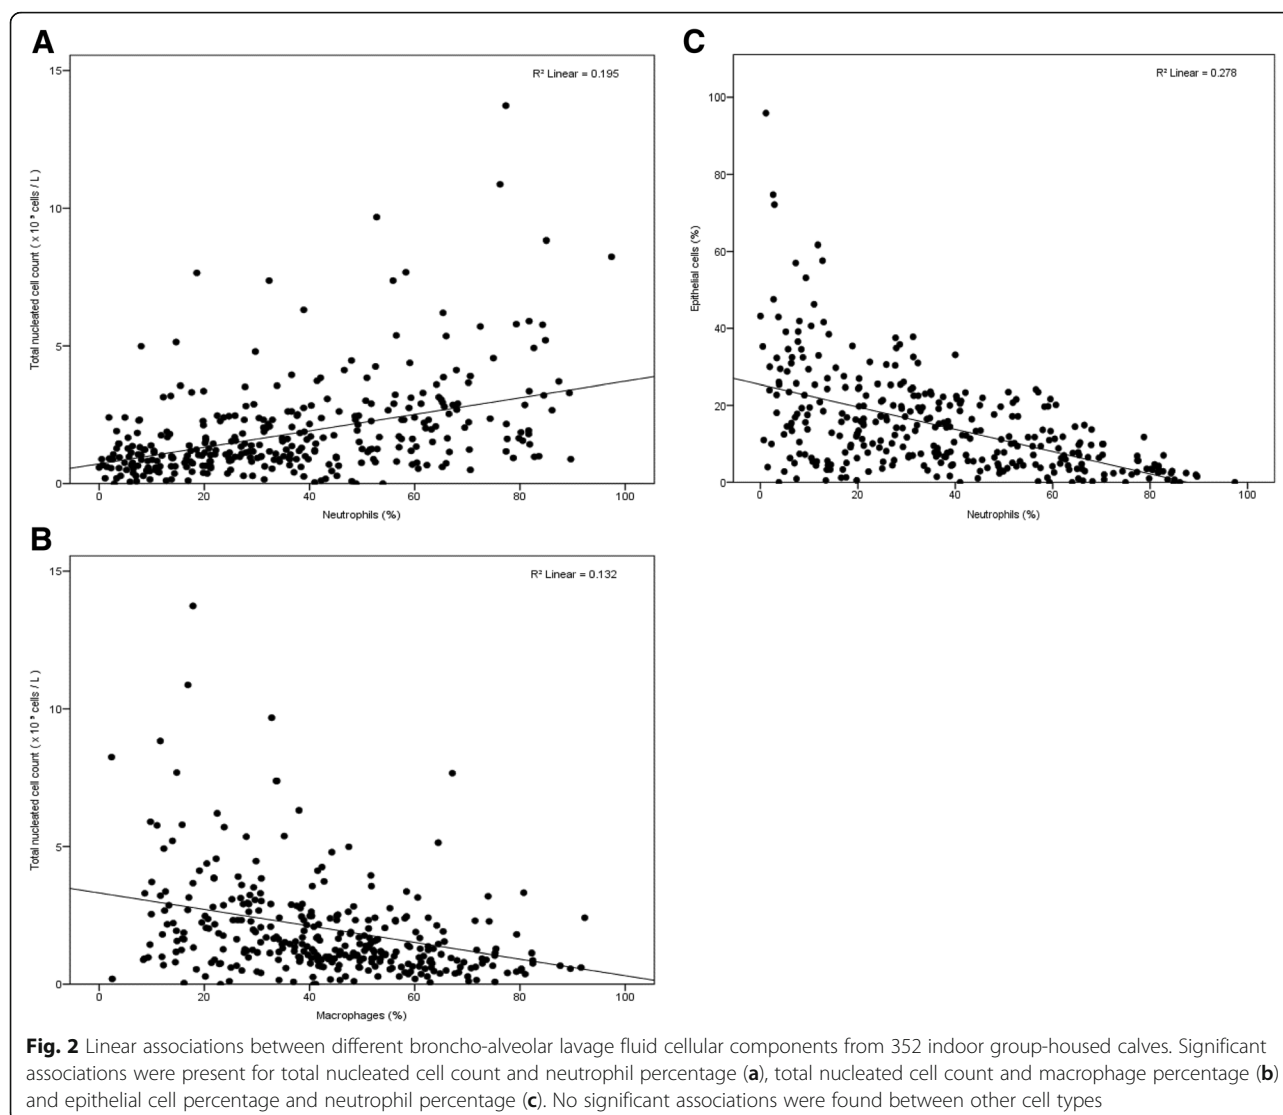 A
R² Linear = 0.195
15
10
5
0
Total nucleated cell count ( x 10 ⁹ cells / L )
0 20 40 60 80 100
Neutrophils (%)
B
R² Linear = 0.132
15
10
5
0
Total nucleated cell count ( x 10 ⁹ cells / L )
0 20 40 60 80 100
Macrophages (%)
C
R² Linear = 0.278
100
80
60
40
20
0
Epithelial cells (%)
0 20 40 60 80 100
Neutrophils (%)
Fig. 2 Linear associations between different broncho-alveolar lavage fluid cellular components from 352 indoor group-housed calves. Significant
associations were present for total nucleated cell count and neutrophil percentage (a), total nucleated cell count and macrophage percentage (b)
and epithelial cell percentage and neutrophil percentage (c). No significant associations were found between other cell types